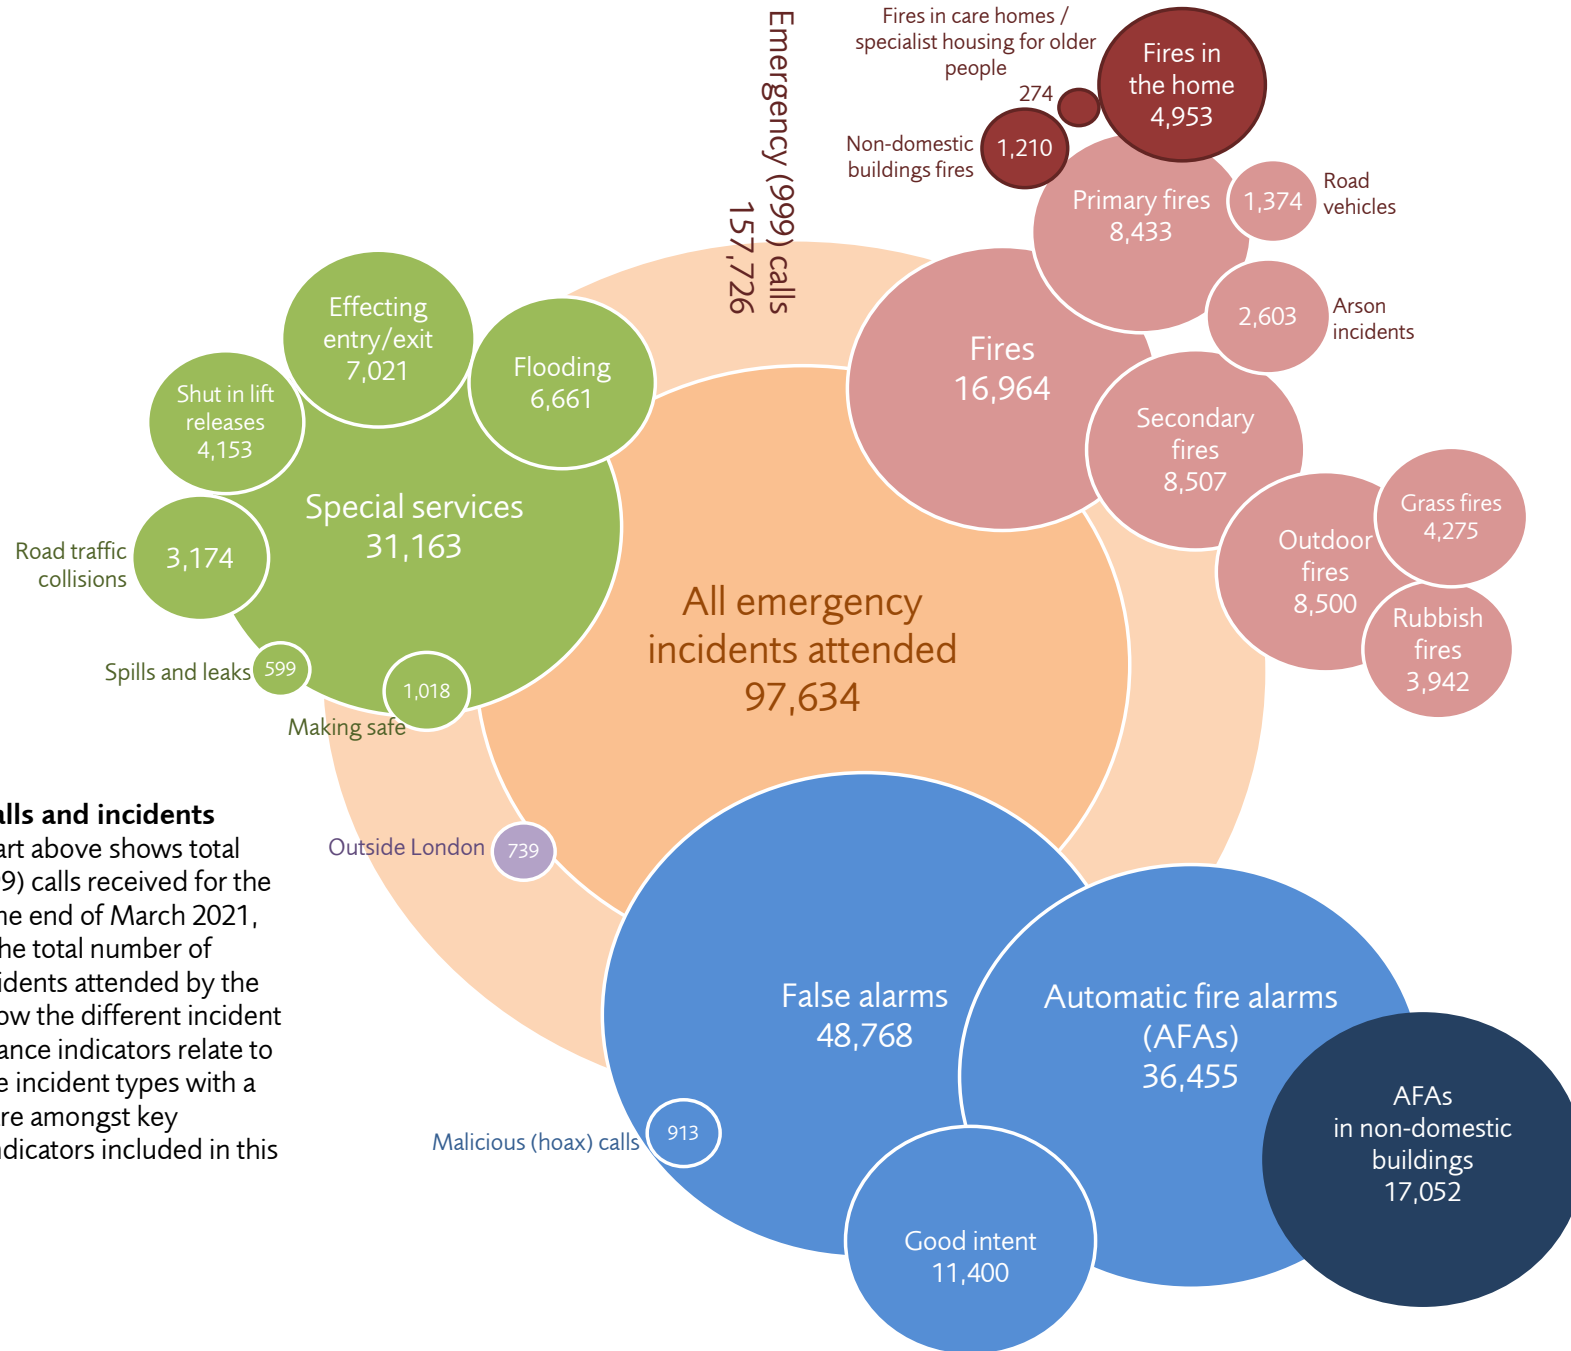 Emergency (999) calls
157,726
Fires in care homes /
specialist housing for older
people
274
Fires in
the home
4,953
Non-domestic
buildings fires
1,210
Primary fires
8,433
1,374
Road
vehicles
2,603
Arson
incidents
Fires
16,964
Secondary
fires
8,507
Outdoor
fires
8,500
Grass fires
4,275
Rubbish
fires
3,942
Effecting
entry/exit
7,021
Flooding
6,661
Shut in lift
releases
4,153
Special services
31,163
Road traffic
collisions
3,174
Spills and leaks
599
1,018
Making safe
All emergency
incidents attended
97,634
Outside London
739
False alarms
48,768
Automatic fire alarms
(AFAs)
36,455
AFAs
in non-domestic
buildings
17,052
Malicious (hoax) calls
913
Good intent
11,400
alls and incidents
art above shows total
99) calls received for the
ne end of March 2021,
the total number of
idents attended by the
ow the different incident
ance indicators relate to
e incident types with a
re amongst key
ndicators included in this